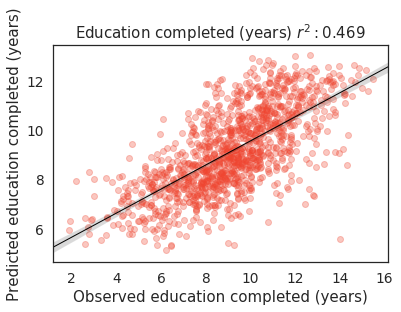 Education completed (years) r²:0.469
Predicted education completed (years)
12
10
8
6
2 4 6 8 10 12 14 16
Observed education completed (years)